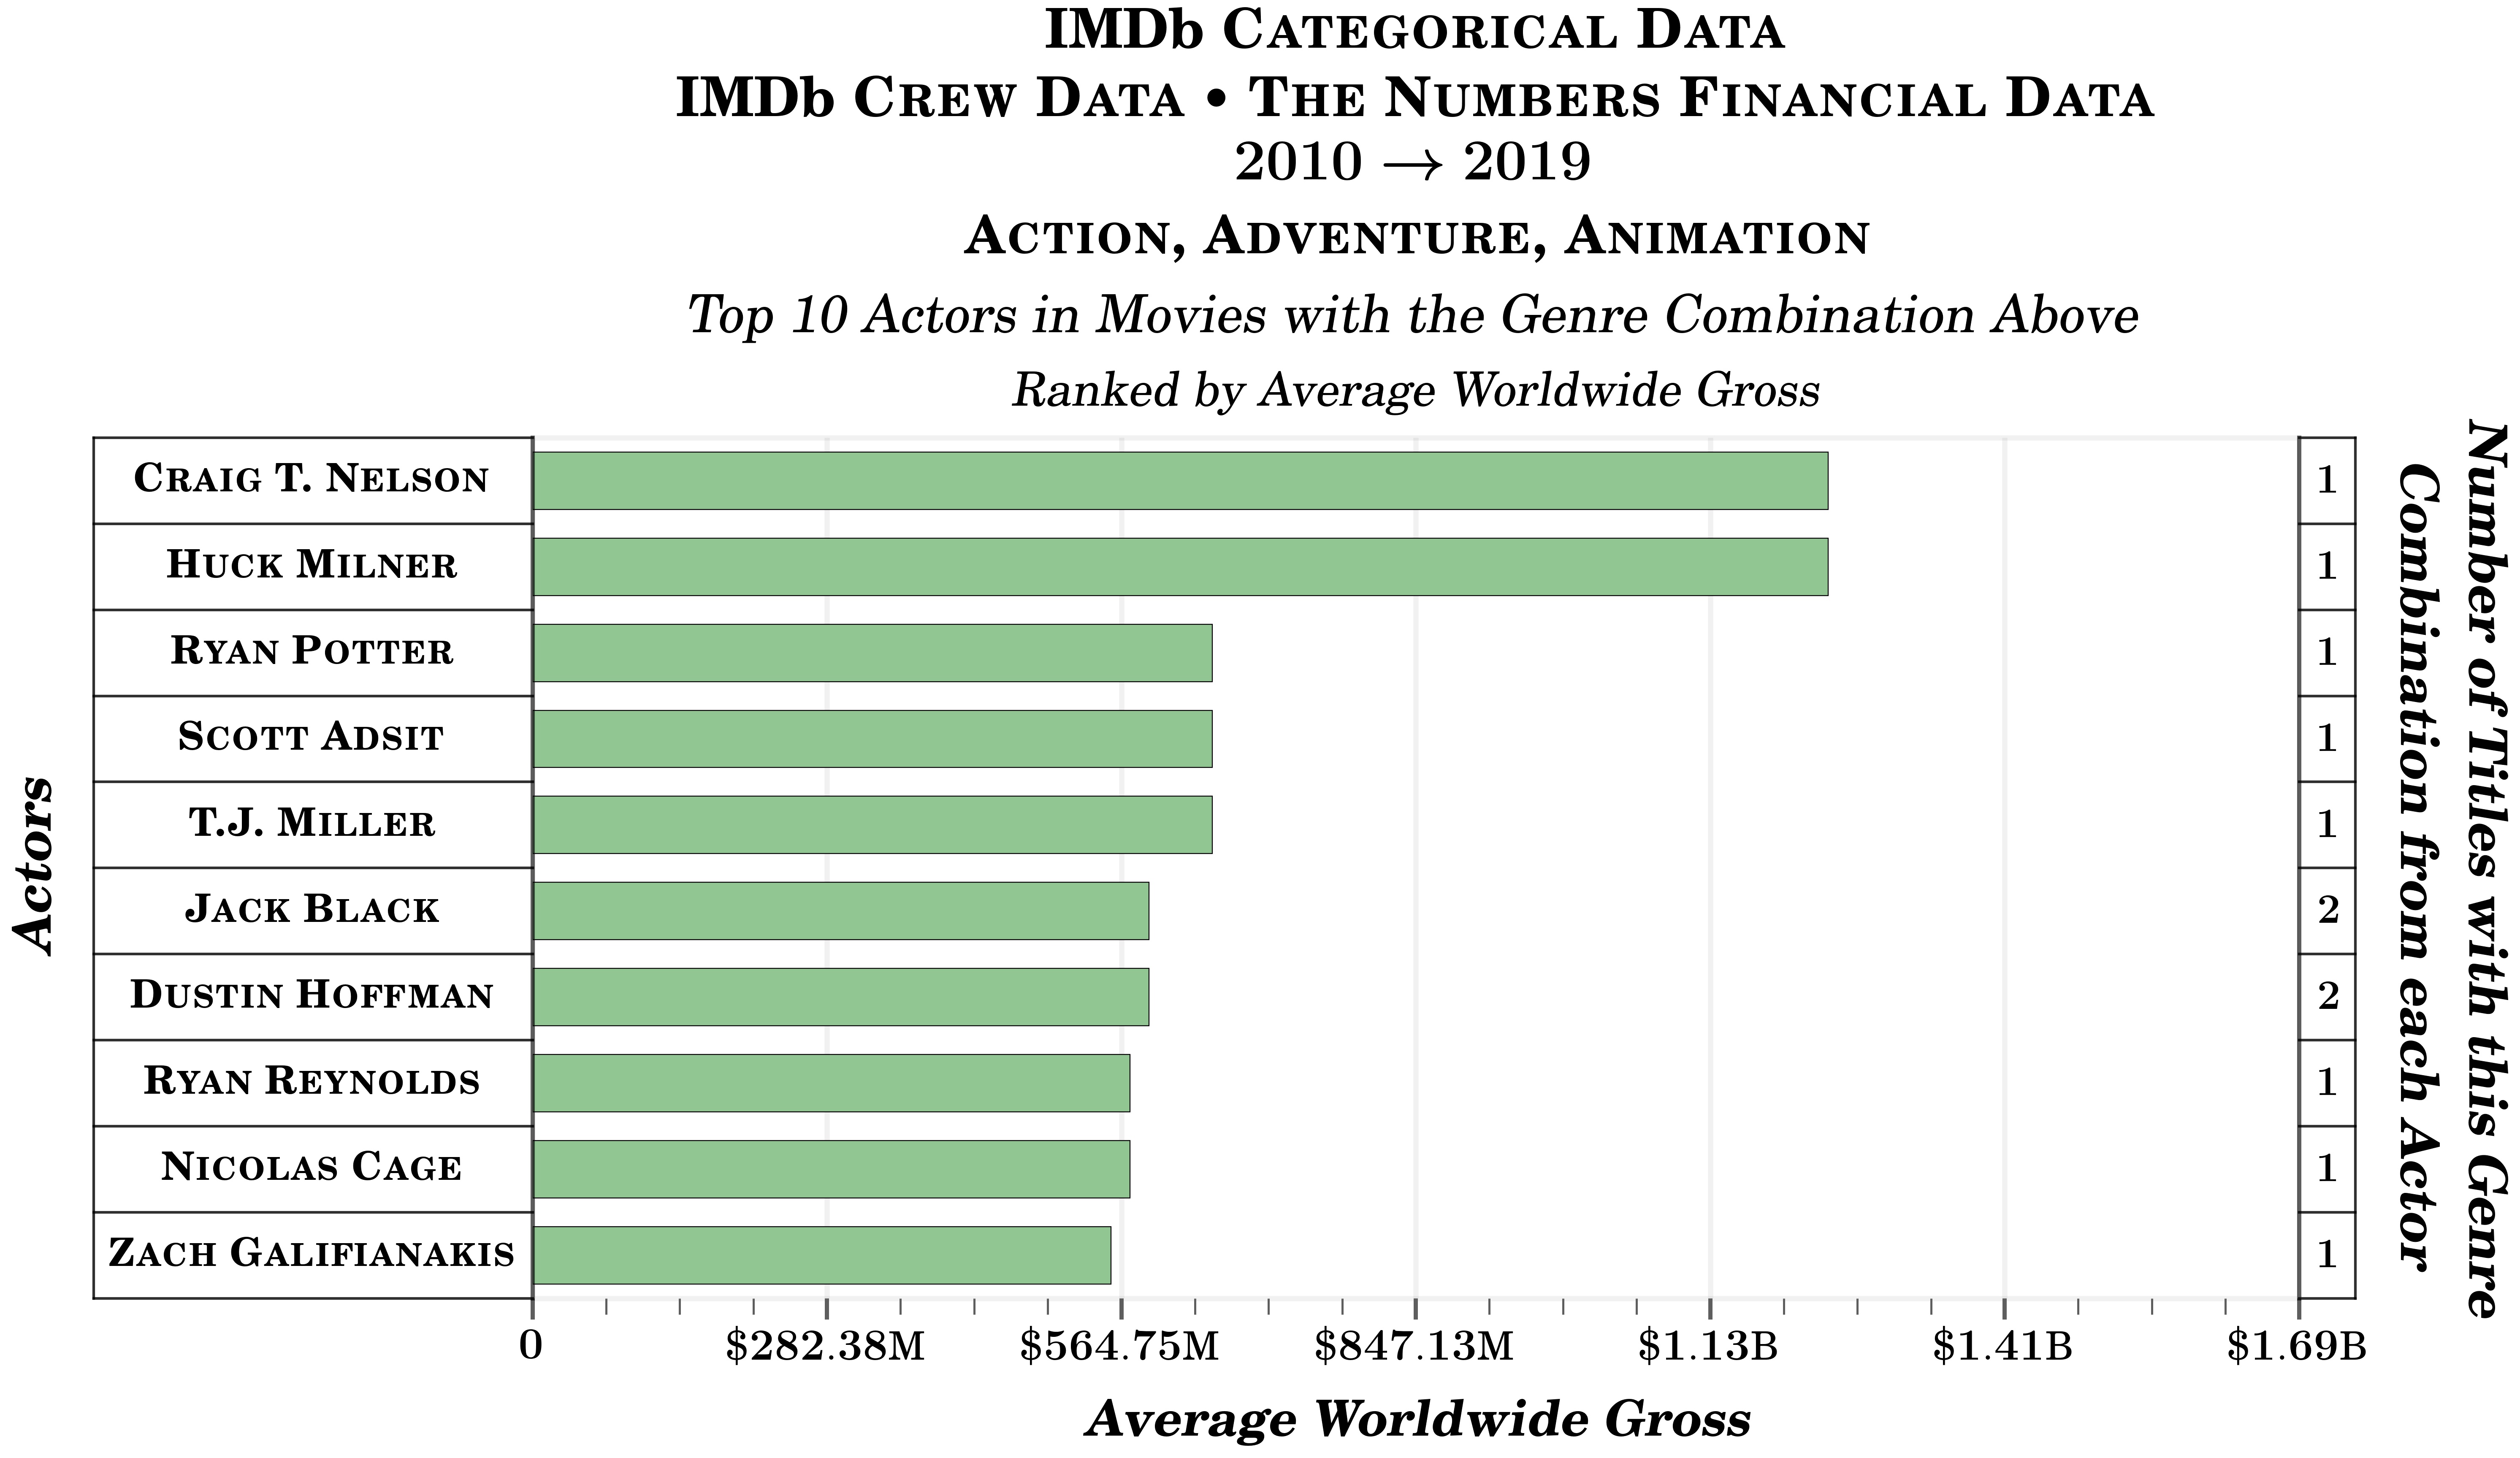 IMDb Categorical Data
IMDb Crew Data • The Numbers Financial Data
2010 → 2019
Action, Adventure, Animation
Top 10 Actors in Movies with the Genre Combination Above
Ranked by Average Worldwide Gross
Actors
Craig T. Nelson 1
Huck Milner 1
Ryan Potter 1
Scott Adsit 1
T.J. Miller 1
Jack Black 2
Dustin Hoffman 2
Ryan Reynolds 1
Nicolas Cage 1
Zach Galifianakis 1
0 $282.38M $564.75M $847.13M $1.13B $1.41B $1.69B
Average Worldwide Gross
Number of Titles with this Genre
Combination from each Actor